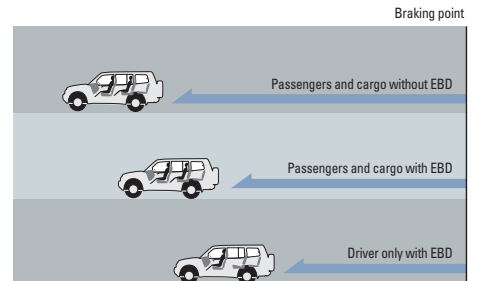 Braking point
Passengers and cargo without EBD
Passengers and cargo with EBD
Driver only with EBD